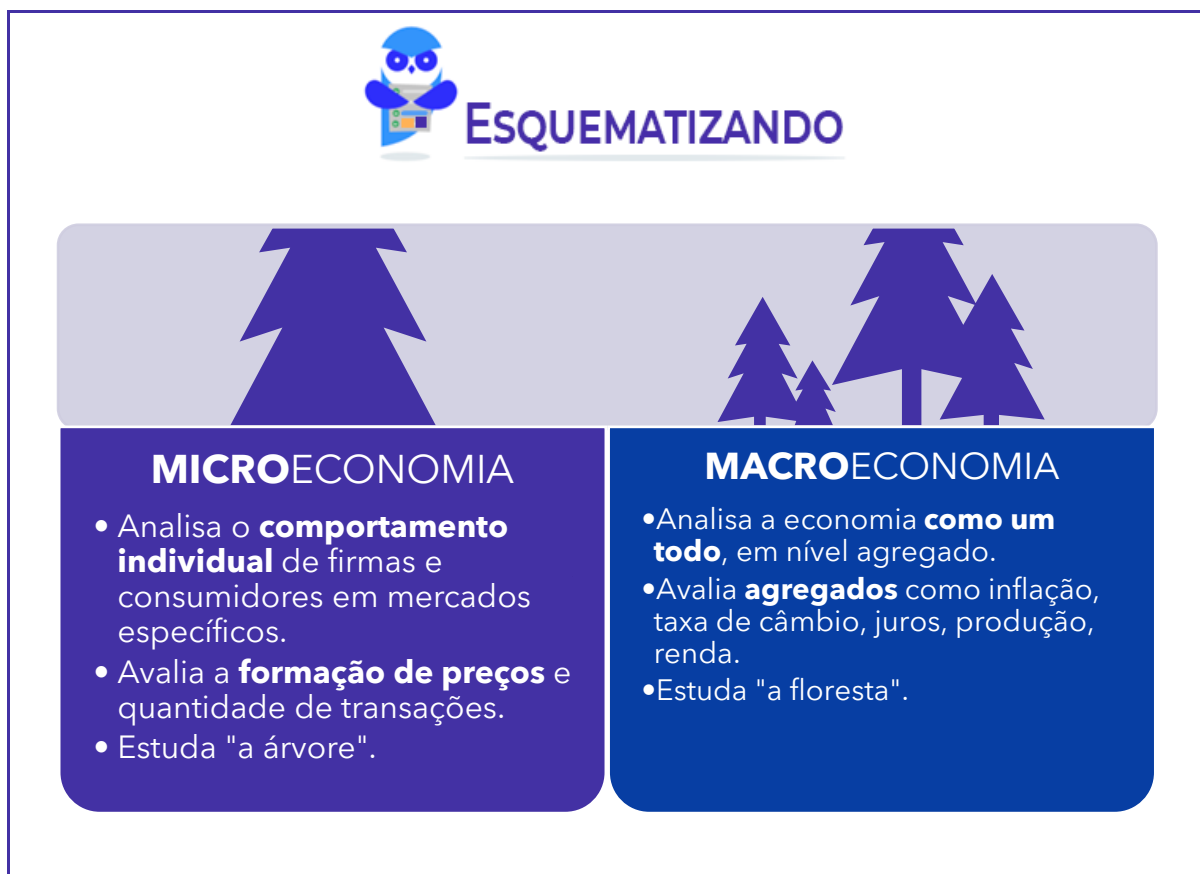 ESQUEMATIZANDO
MICROECONOMIA
• Analisa o comportamento
individual de firmas e
consumidores em mercados
específicos.
• Avalia a formação de preços e
quantidade de transações.
• Estuda "a árvore".
MACROECONOMIA
•Analisa a economia como um
todo, em nível agregado.
•Avalia agregados como inflação,
taxa de câmbio, juros, produção,
renda.
•Estuda "a floresta".